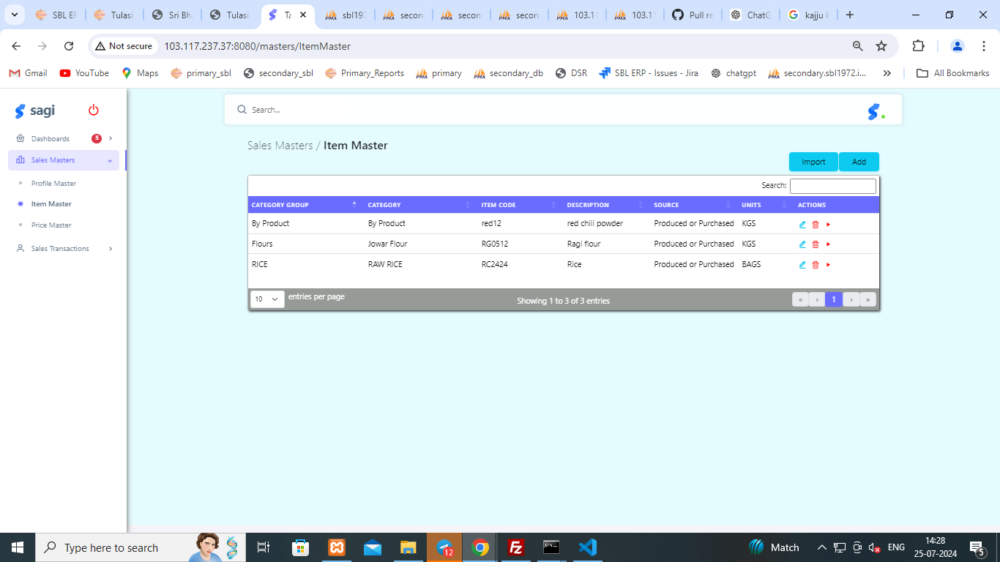 SBL ER
Tulasi
Sri Bh
Tulasi
Ta
sbl197
secon
secon
secon
103.11
103.11
Pull re
ChatG
kajju k
Not secure
103.117.237.37:8080/masters/ItemMaster
Gmail
YouTube
Maps
primary_sbl
secondary_sbl
Primary_Reports
primary
secondary_db
DSR
SBL ERP - Issues - Jira
chatgpt
secondary.sbl1972.i...
All Bookmarks
sagi
Search...
Dashboards 5
Sales Masters
Profile Master
Item Master
Price Master
Sales Transactions
Sales Masters / Item Master
Import Add
Search:
CATEGORY GROUP CATEGORY ITEM CODE DESCRIPTION SOURCE UNITS ACTIONS
By Product By Product red12 red chili powder Produced or Purchased KGS
Flours Jowar Flour RG0512 Ragi flour Produced or Purchased KGS
RICE RAW RICE RC2424 Rice Produced or Purchased BAGS
10 entries per page Showing 1 to 3 of 3 entries « ‹ 1 › »
Type here to search
12
Match
ENG
14:28
25-07-2024
5